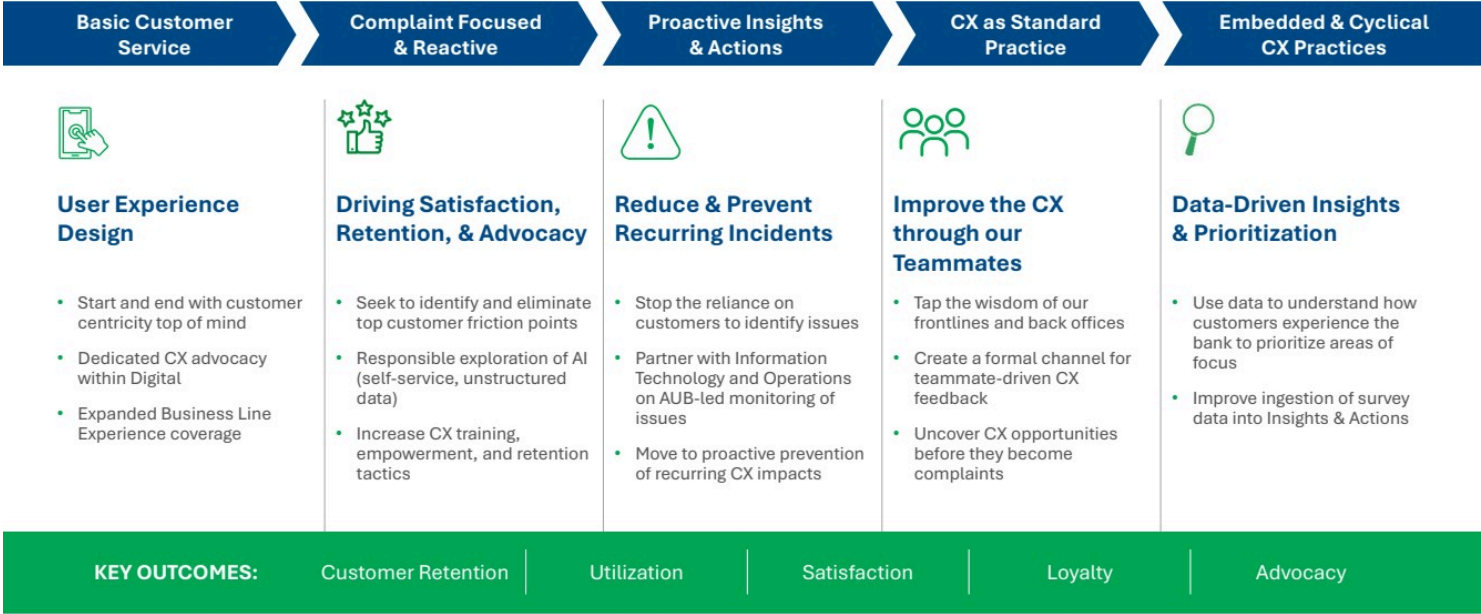 Basic Customer
Service
Complaint Focused
& Reactive
Proactive Insights
& Actions
CX as Standard
Practice
Embedded & Cyclical
CX Practices
User Experience
Design
• Start and end with customer
centricity top of mind
• Dedicated CX advocacy
within Digital
• Expanded Business Line
Experience coverage
Driving Satisfaction,
Retention, & Advocacy
• Seek to identify and eliminate
top customer friction points
• Responsible exploration of AI
(self-service, unstructured
data)
• Increase CX training,
empowerment, and retention
tactics
Reduce & Prevent
Recurring Incidents
• Stop the reliance on
customers to identify issues
• Partner with Information
Technology and Operations
on AUB-led monitoring of
issues
• Move to proactive prevention
of recurring CX impacts
Improve the CX
through our
Teammates
• Tap the wisdom of our
frontlines and back offices
• Create a formal channel for
teammate-driven CX
feedback
• Uncover CX opportunities
before they become
complaints
Data-Driven Insights
& Prioritization
• Use data to understand how
customers experience the
bank to prioritize areas of
focus
• Improve ingestion of survey
data into Insights & Actions
KEY OUTCOMES:
Customer Retention
Utilization
Satisfaction
Loyalty
Advocacy